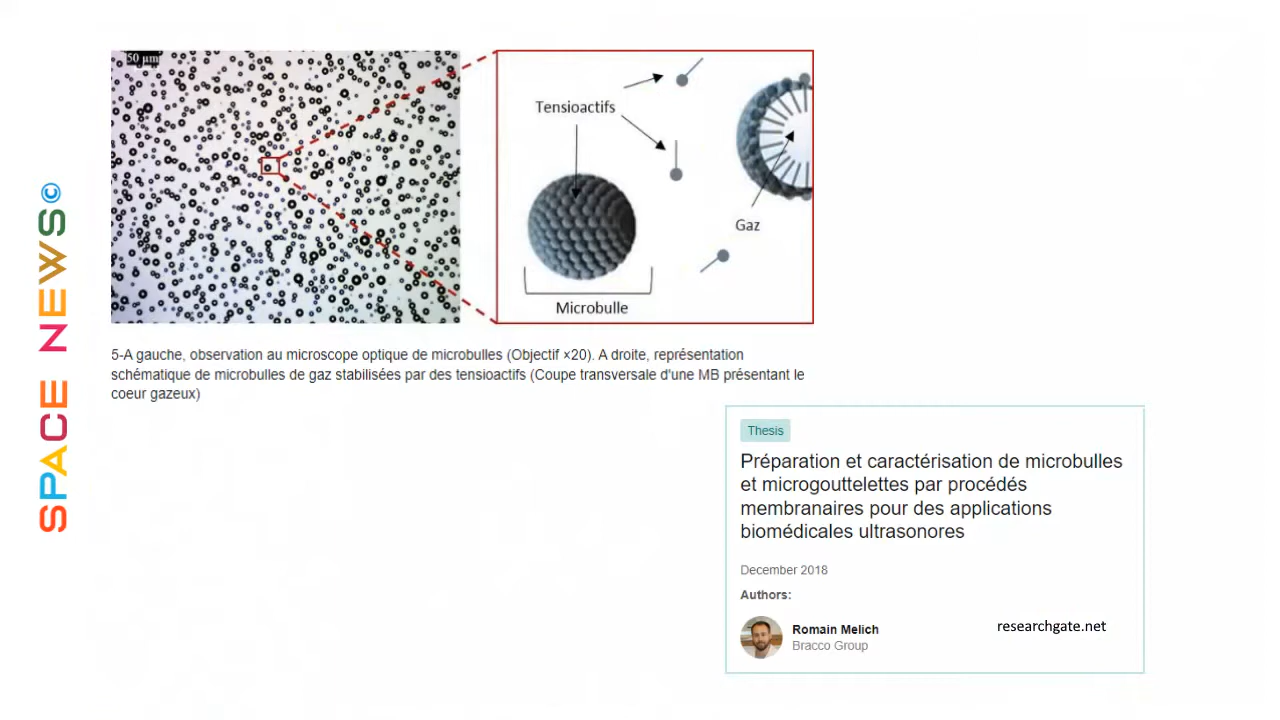 SPACE NEWS©
50 µm
Tensioactifs
Gaz
Microbulle
5-A gauche, observation au microscope optique de microbulles (Objectif ×20). A droite, représentation
schématique de microbulles de gaz stabilisées par des tensioactifs (Coupe transversale d'une MB présentant le
coeur gazeux)
Thesis
Préparation et caractérisation de microbulles
et microgouttelettes par procédés
membranaires pour des applications
biomédicales ultrasonores
December 2018
Authors:
Romain Melich
Bracco Group
researchgate.net